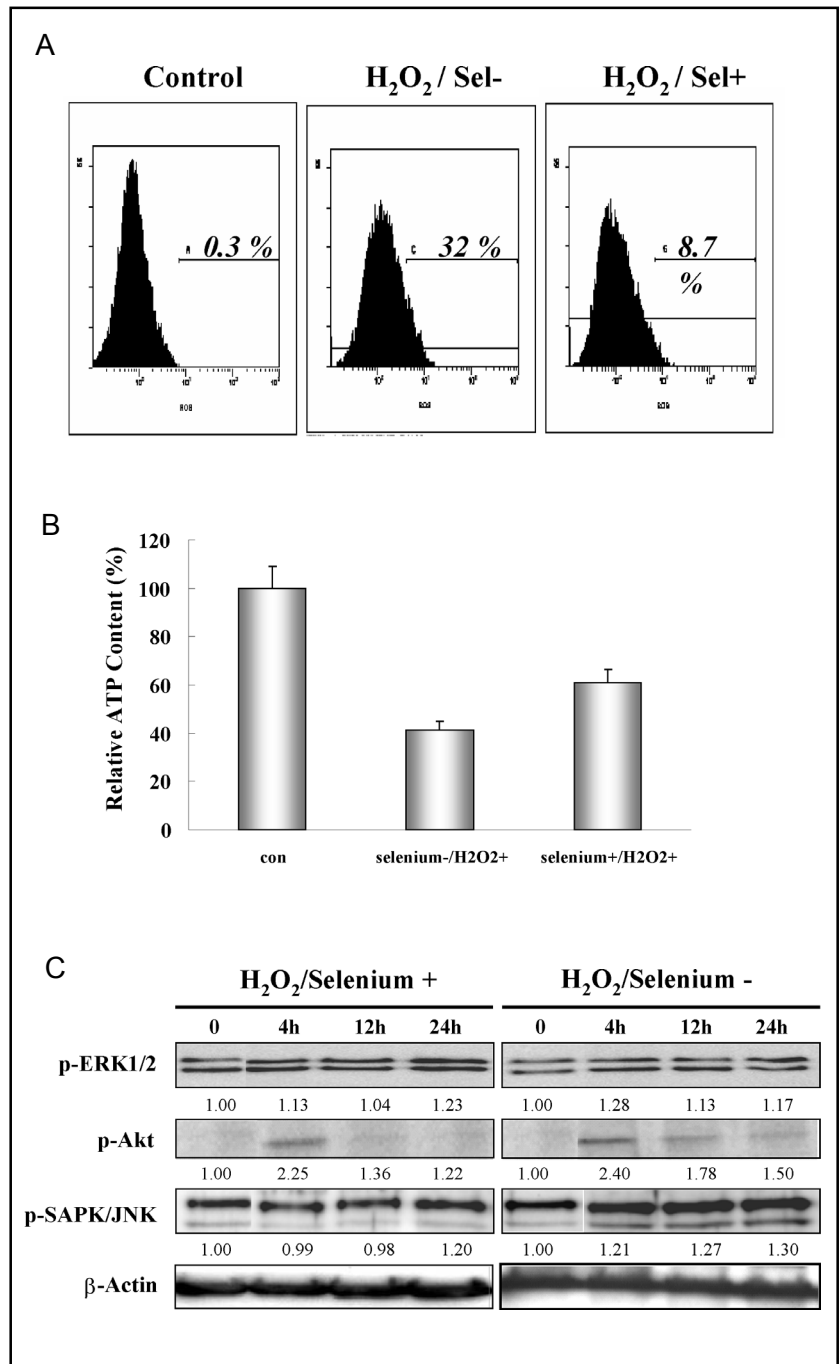 A
Control
H₂O₂ / Sel-
H₂O₂ / Sel+
0.3 %
C 32 %
8.7
%
B
Relative ATP Content (%)
120
100
80
60
40
20
0
con
selenium-/H2O2+
selenium+/H2O2+
C
H₂O₂/Selenium +
H₂O₂/Selenium -
0 4h 12h 24h 0 4h 12h 24h
p-ERK1/2
1.00 1.13 1.04 1.23 1.00 1.28 1.13 1.17
p-Akt
1.00 2.25 1.36 1.22 1.00 2.40 1.78 1.50
p-SAPK/JNK
1.00 0.99 0.98 1.20 1.00 1.21 1.27 1.30
β-Actin